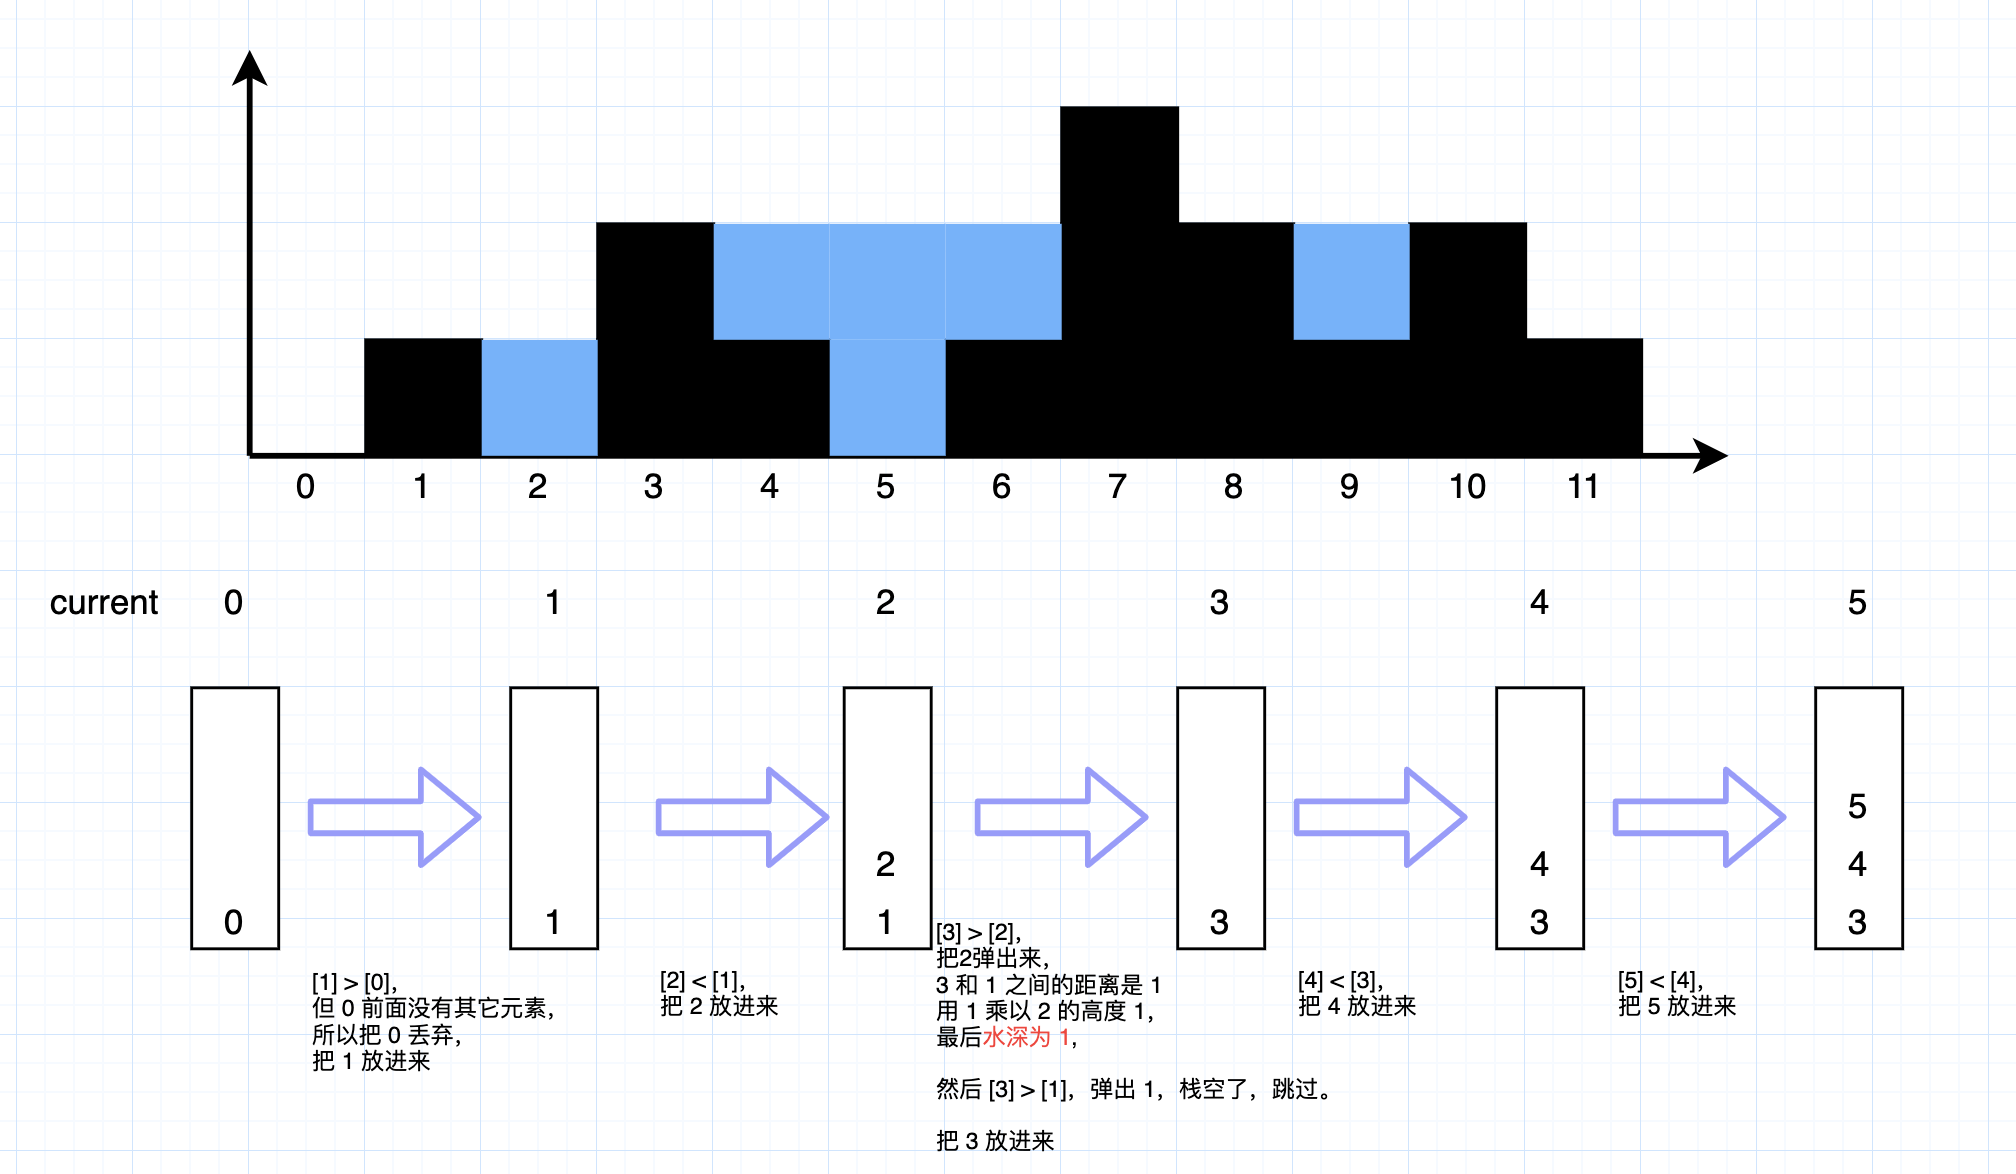 0 1 2 3 4 5 6 7 8 9 10 11
current 0 1 2 3 4 5
0
1
2
1
3
4
3
5
4
3
[1] > [0],
但 0 前面没有其它元素,
所以把 0 丢弃,
把 1 放进来
[2] < [1],
把 2 放进来
[3] > [2],
把2弹出来,
3 和 1 之间的距离是 1
用 1 乘以 2 的高度 1,
最后水深为 1,
然后 [3] > [1]，弹出 1，栈空了，跳过。
把 3 放进来
[4] < [3],
把 4 放进来
[5] < [4],
把 5 放进来